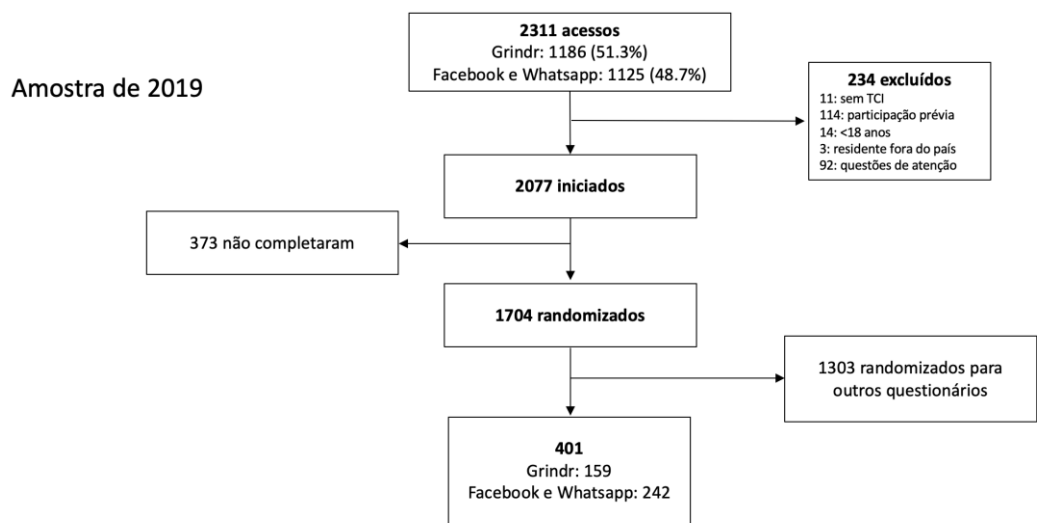 2311 acessos
Grindr: 1186 (51.3%)
Facebook e Whatsapp: 1125 (48.7%)
Amostra de 2019
234 excluídos
11: sem TCI
114: participação prévia
14: <18 anos
3: residente fora do país
92: questões de atenção
2077 iniciados
373 não completaram
1704 randomizados
1303 randomizados para
outros questionários
401
Grindr: 159
Facebook e Whatsapp: 242